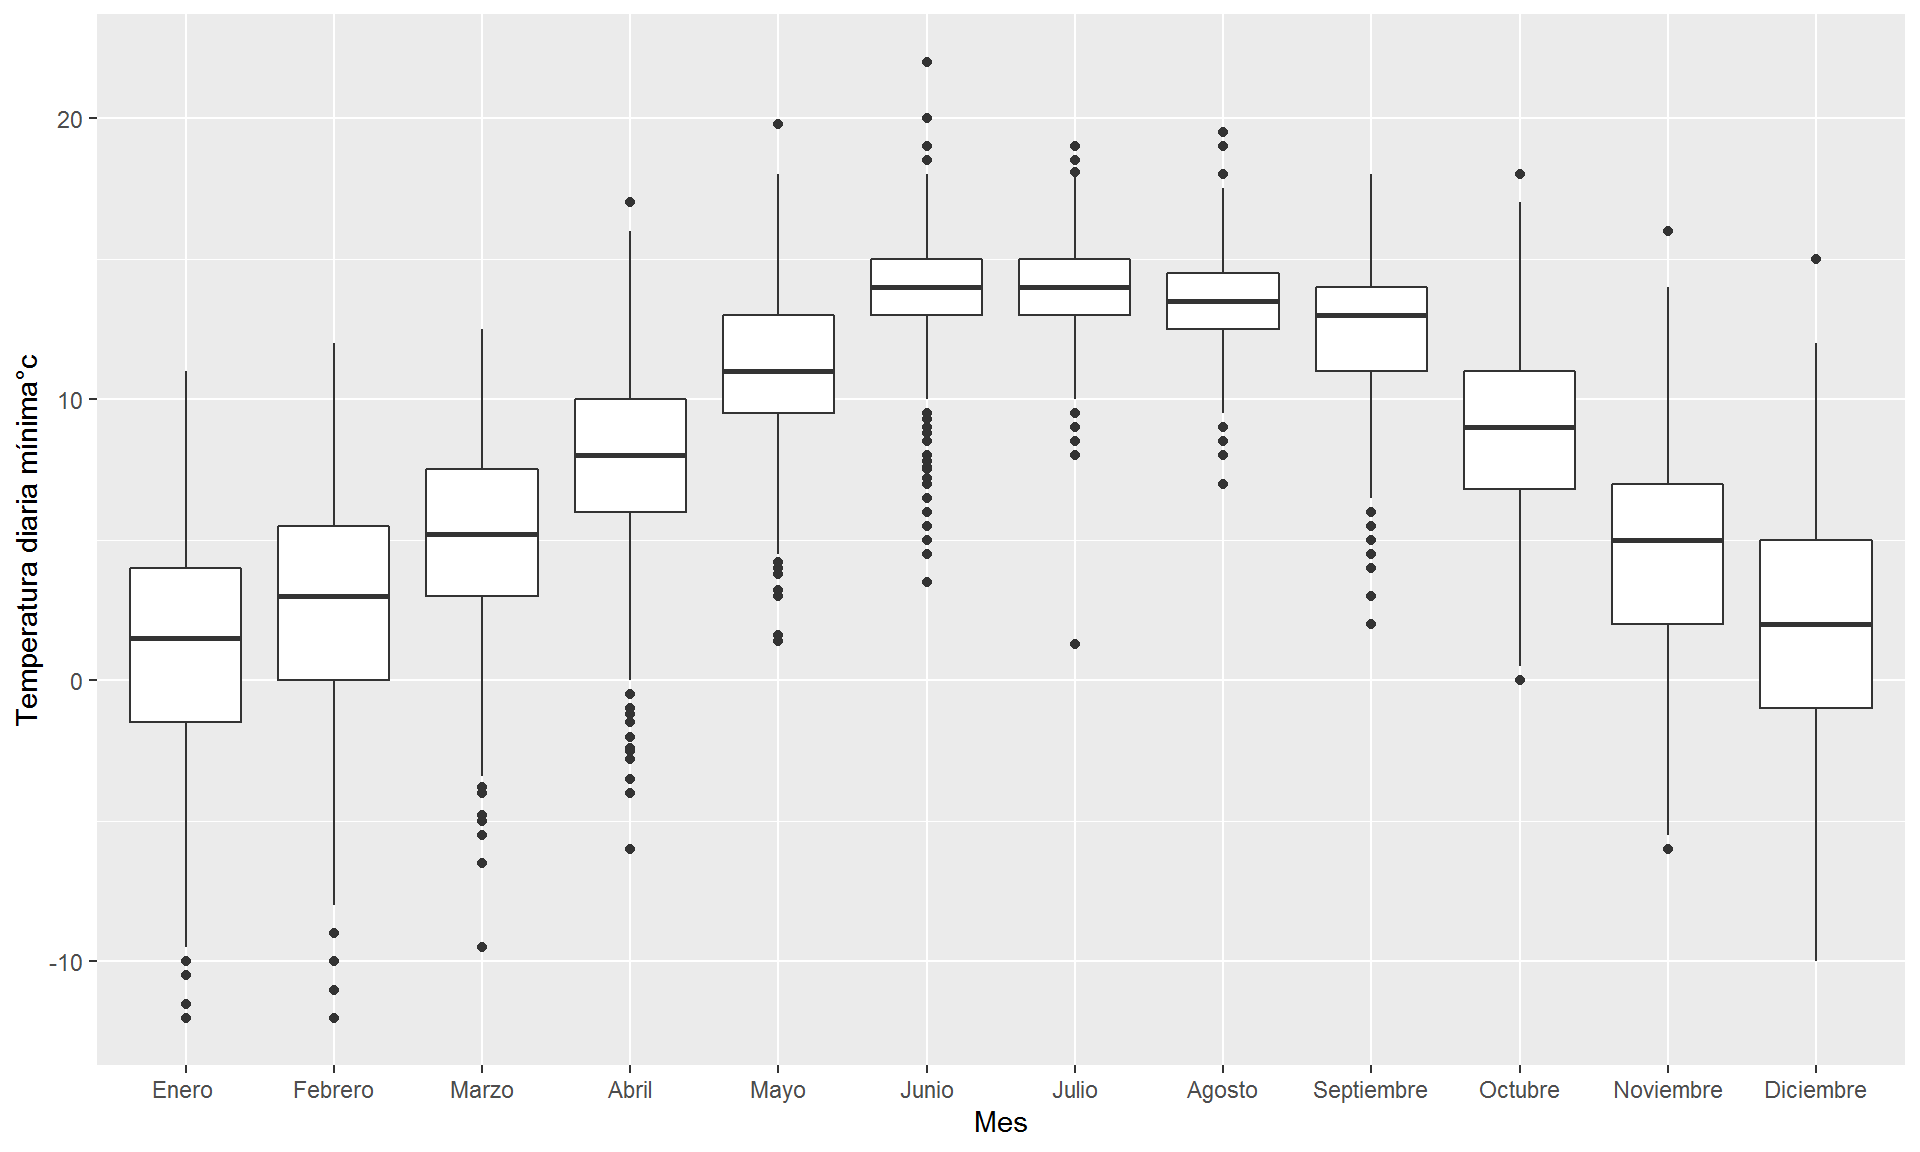 Temperatura diaria mínima°c
20
10
0
-10
Enero Febrero Marzo Abril Mayo Junio Julio Agosto Septiembre Octubre Noviembre Diciembre
Mes